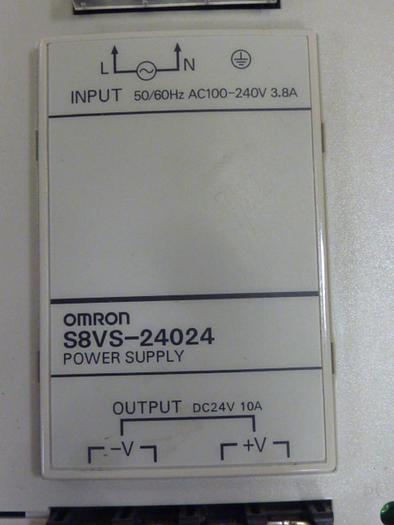 L N
INPUT 50/60Hz AC100-240V 3.8A
OMRON
S8VS-24024
POWER SUPPLY
OUTPUT DC24V 10A
-V +V